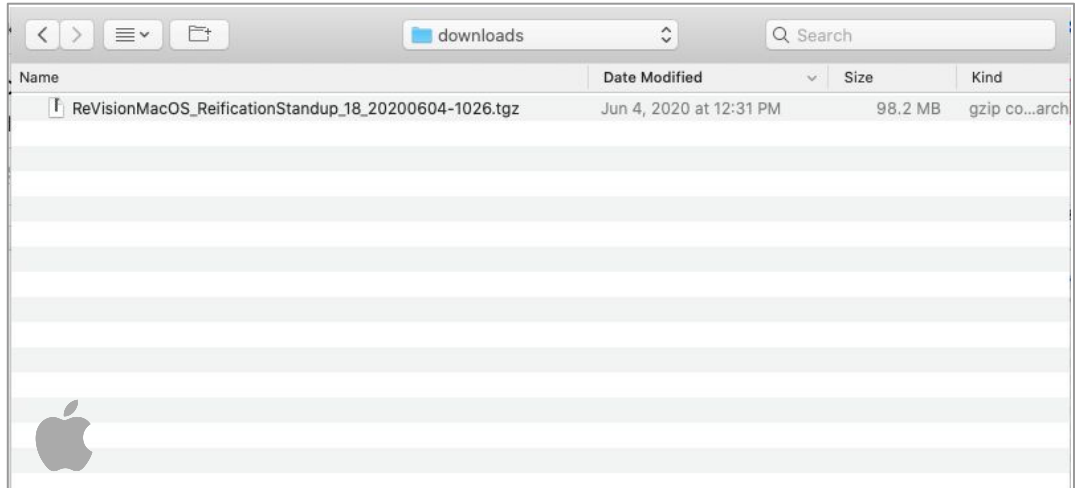 downloads
Search
Name Date Modified Size Kind
ReVisionMacOS_ReificationStandup_18_20200604-1026.tgz Jun 4, 2020 at 12:31 PM 98.2 MB gzip co...arch